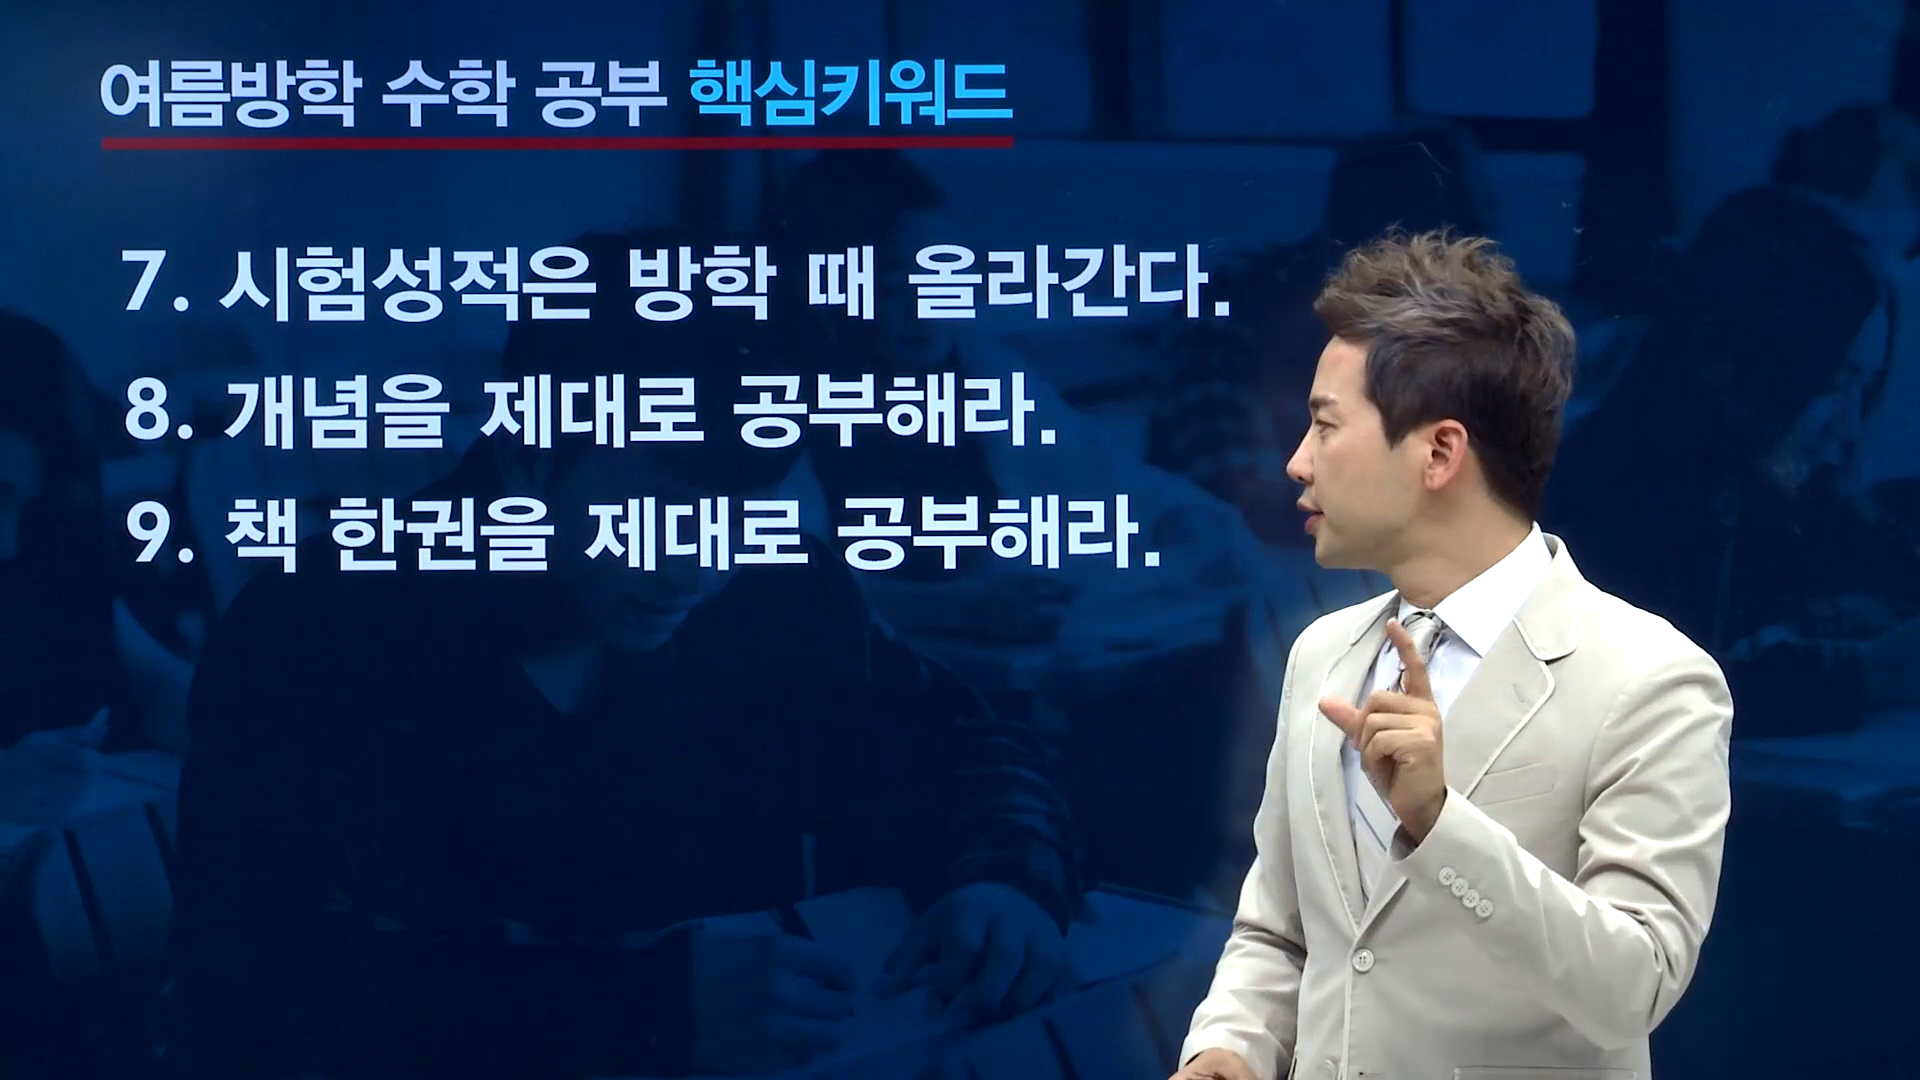 여름방학 수학 공부 핵심키워드
7. 시험성적은 방학 때 올라간다.
8. 개념을 제대로 공부해라.
9. 책 한권을 제대로 공부해라.